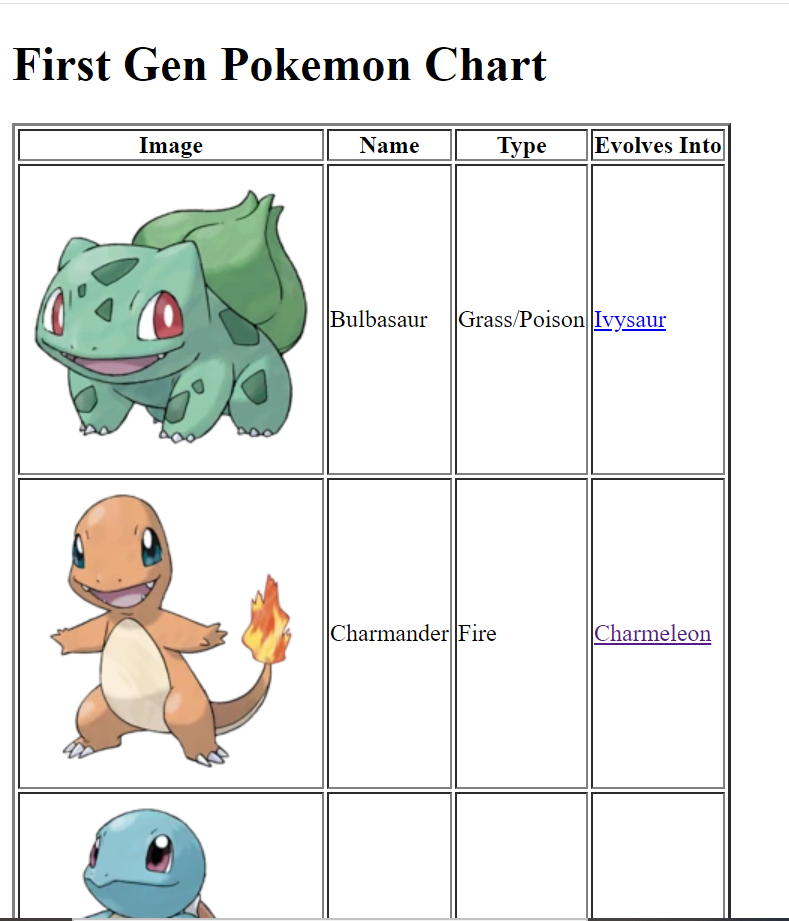 First Gen Pokemon Chart
Image Name Type Evolves Into
Bulbasaur Grass/Poison Ivysaur
Charmander Fire Charmeleon